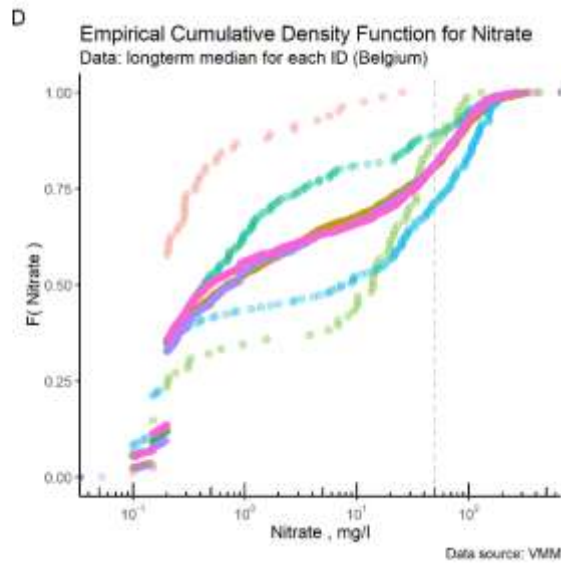 D
Empirical Cumulative Density Function for Nitrate
Data: longterm median for each ID (Belgium)
F( Nitrate )
1.00
0.75
0.50
0.25
0.00
10⁻¹ 10⁰ 10¹ 10²
Nitrate , mg/l
Data source: VMM